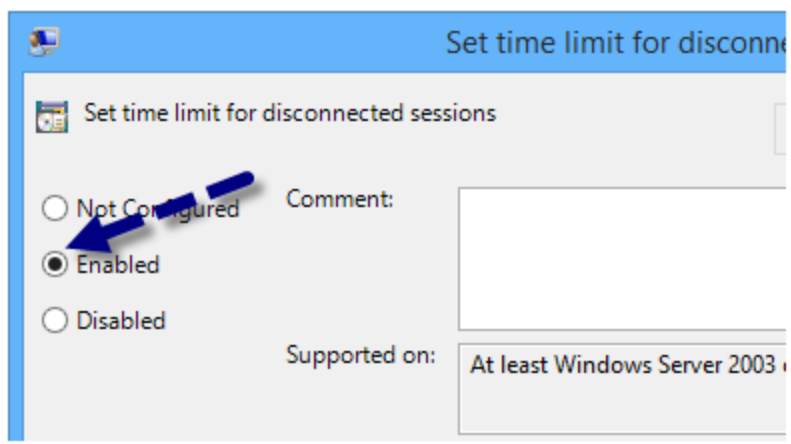 Set time limit for disconne
Set time limit for disconnected sessions
Not Configured
Comment:
Enabled
Disabled
Supported on:
At least Windows Server 2003